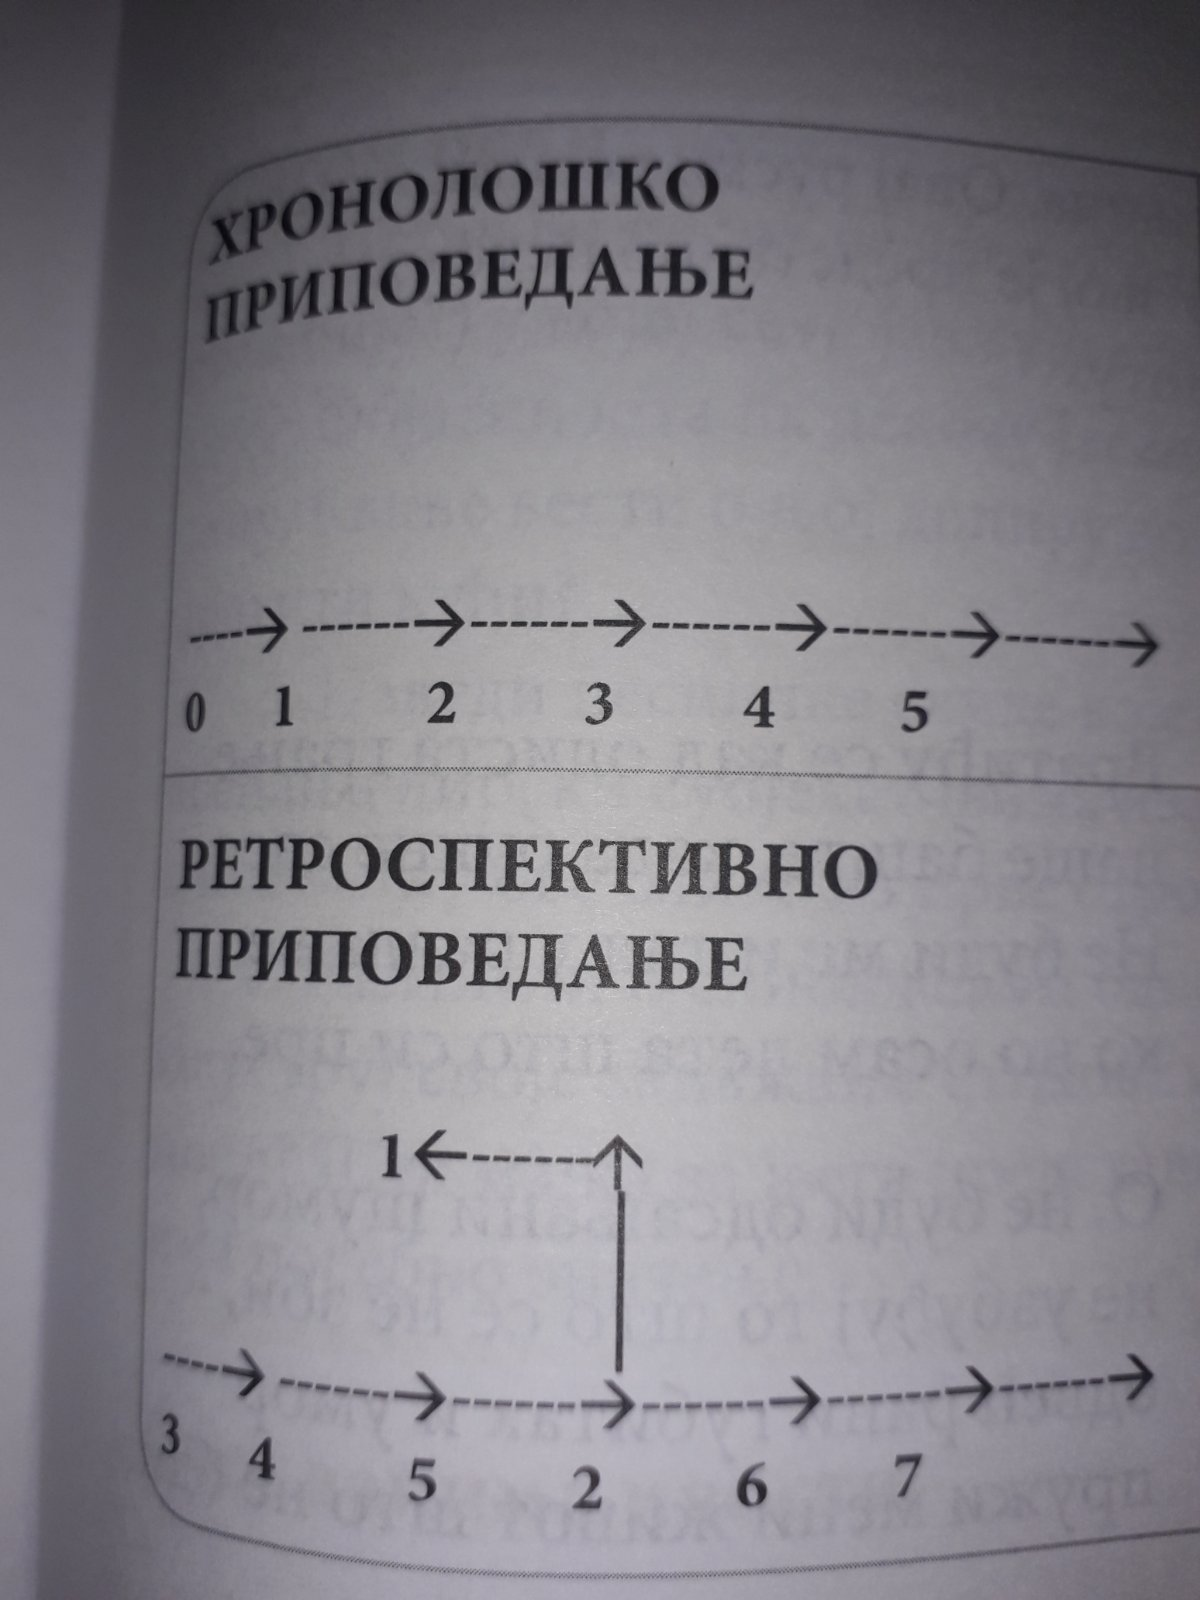 ХРОНОЛОШКО
ПРИПОВЕДАЊЕ
0 1 2 3 4 5
РЕТРОСПЕКТИВНО
ПРИПОВЕДАЊЕ
1
3 4 5 2 6 7